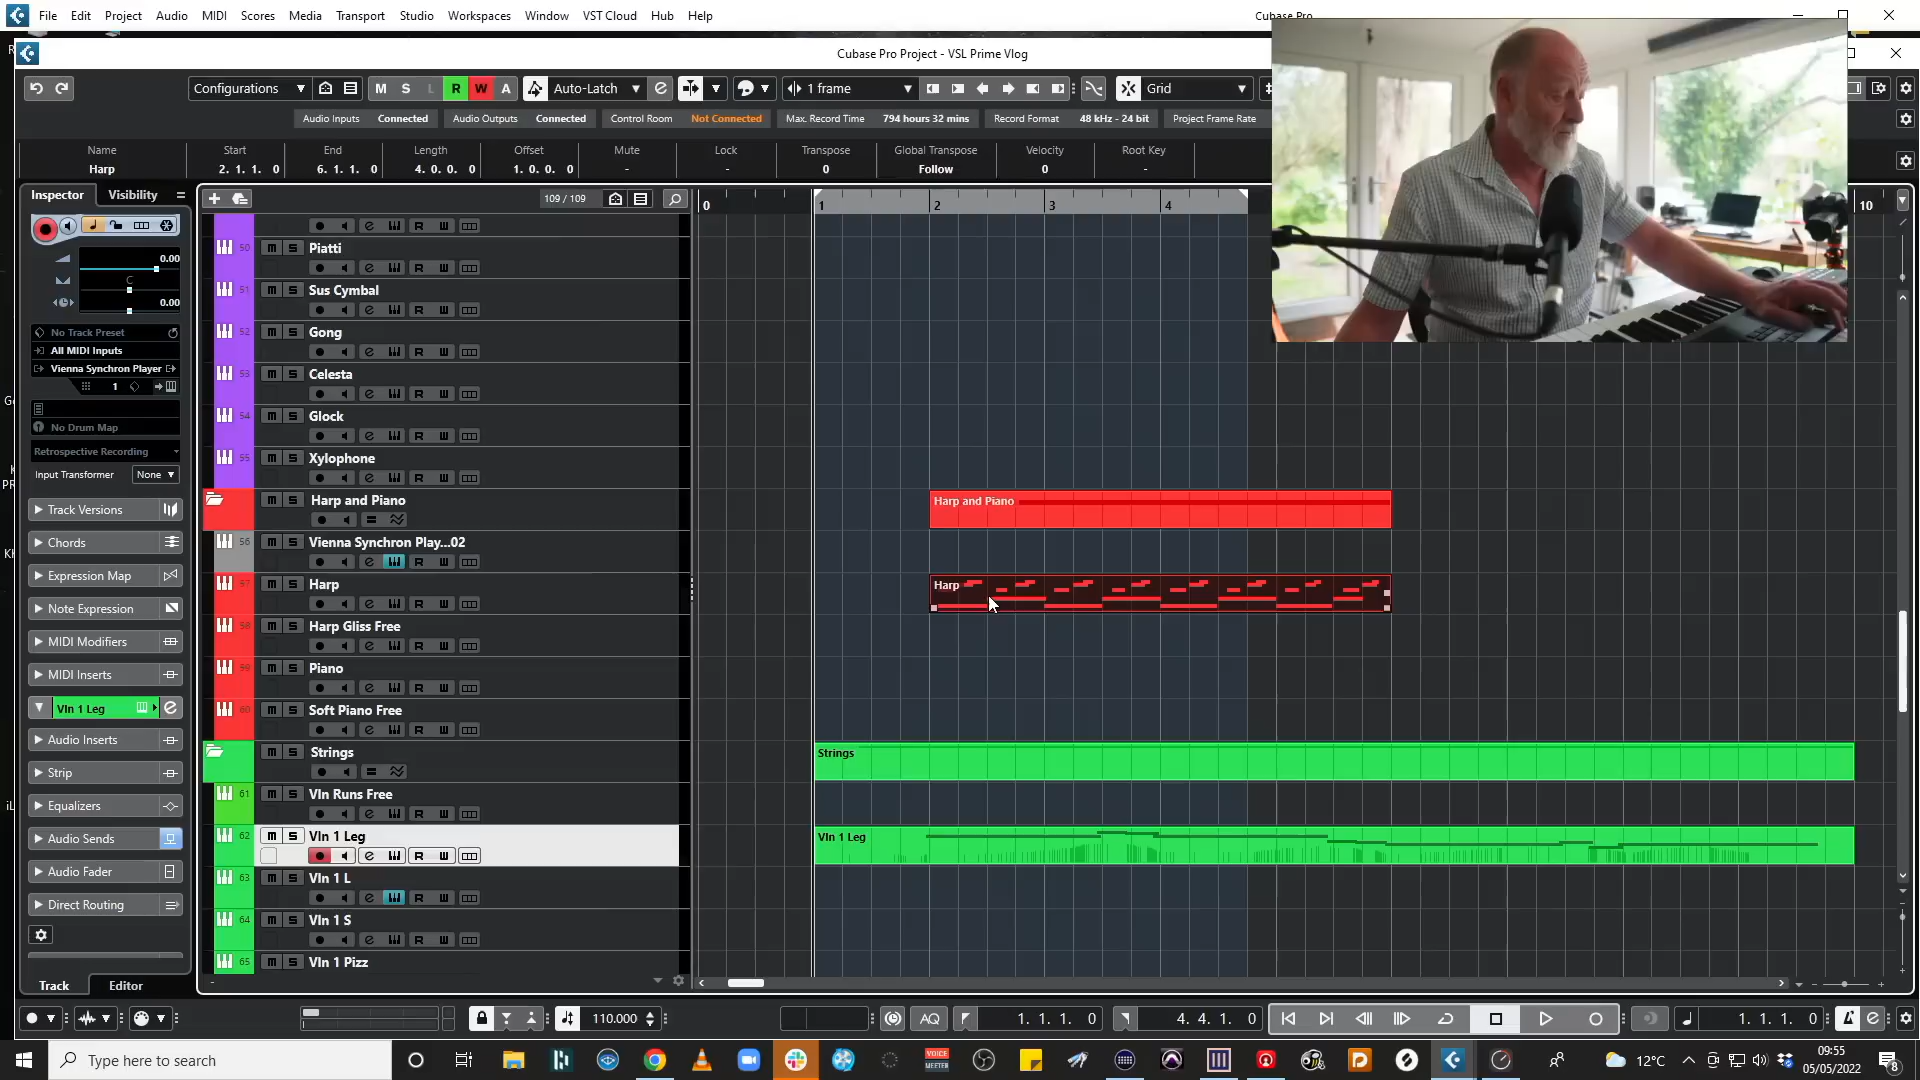 File Edit Project Audio MIDI Scores Media Transport Studio Workspaces Window VST Cloud Hub Help
Cubase Pro
Cubase Pro Project - VSL Prime Vlog
Configurations M S L R W A Auto-Latch 1 frame Grid
Audio Inputs Connected Audio Outputs Connected Control Room Not Connected Max. Record Time 794 hours 32 mins Record Format 48 kHz - 24 bit Project Frame Rate
Name Start End Length Offset Mute Lock Transpose Global Transpose Velocity Root Key
Harp 2. 1. 1. 0 6. 1. 1. 0 4. 0. 0. 0 1. 0. 0. 0 - - 0 Follow 0 -
Inspector Visibility
109 / 109
0 1 2 3 4 10
0.00
C
0.00
No Track Preset
All MIDI Inputs
Vienna Synchron Player
1
No Drum Map
Retrospective Recording
Input Transformer None
Track Versions
Chords
Expression Map
Note Expression
MIDI Modifiers
MIDI Inserts
Vln 1 Leg
Audio Inserts
Strip
Equalizers
Audio Sends
Audio Fader
Direct Routing
Track Editor
50 m S Piatti
51 m S Sus Cymbal
52 m S Gong
53 m S Celesta
54 m S Glock
55 m S Xylophone
m S Harp and Piano
56 m S Vienna Synchron Play...02
57 m S Harp
58 m S Harp Gliss Free
59 m S Piano
60 m S Soft Piano Free
m S Strings
61 m S Vln Runs Free
62 m S Vln 1 Leg
63 m S Vln 1 L
64 m S Vln 1 S
65 m S Vln 1 Pizz
Harp and Piano
Harp
Strings
Vln 1 Leg
110.000 AQ 1. 1. 1. 0 4. 4. 1. 0 1. 1. 1. 0
Type here to search
VOICE MEETER
12°C
09:55
05/05/2022
8